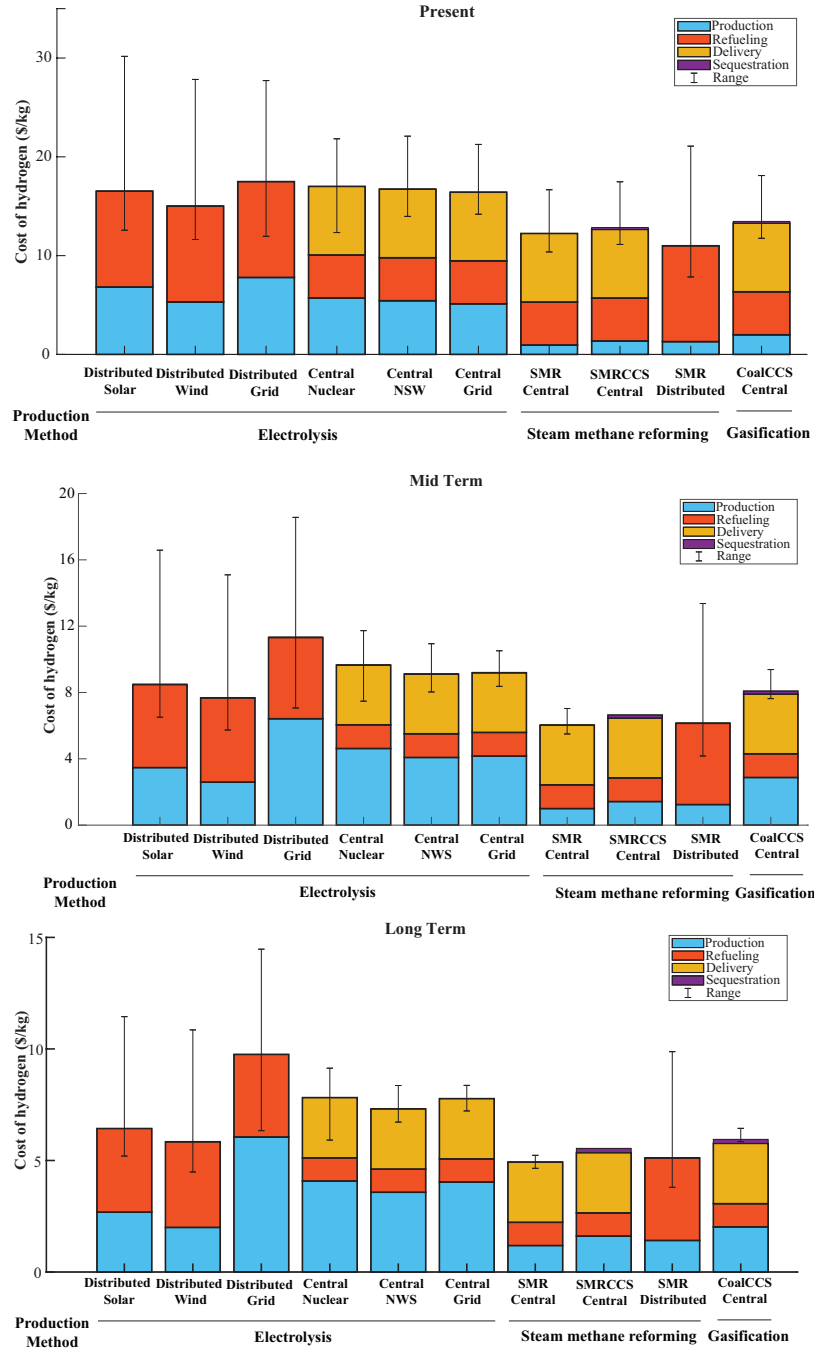 Present
Production
Refueling
Delivery
Sequestration
Range
Cost of hydrogen ($/kg)
30
20
10
0
Distributed Solar
Distributed Wind
Distributed Grid
Central Nuclear
Central NSW
Central Grid
SMR Central
SMRCCS Central
SMR Distributed
CoalCCS Central
Production Method
Electrolysis
Steam methane reforming
Gasification
Mid Term
Production
Refueling
Delivery
Sequestration
Range
Cost of hydrogen ($/kg)
20
16
12
8
4
0
Distributed Solar
Distributed Wind
Distributed Grid
Central Nuclear
Central NWS
Central Grid
SMR Central
SMRCCS Central
SMR Distributed
CoalCCS Central
Production Method
Electrolysis
Steam methane reforming
Gasification
Long Term
Production
Refueling
Delivery
Sequestration
Range
Cost of hydrogen ($/kg)
15
10
5
0
Distributed Solar
Distributed Wind
Distributed Grid
Central Nuclear
Central NWS
Central Grid
SMR Central
SMRCCS Central
SMR Distributed
CoalCCS Central
Production Method
Electrolysis
Steam methane reforming
Gasification